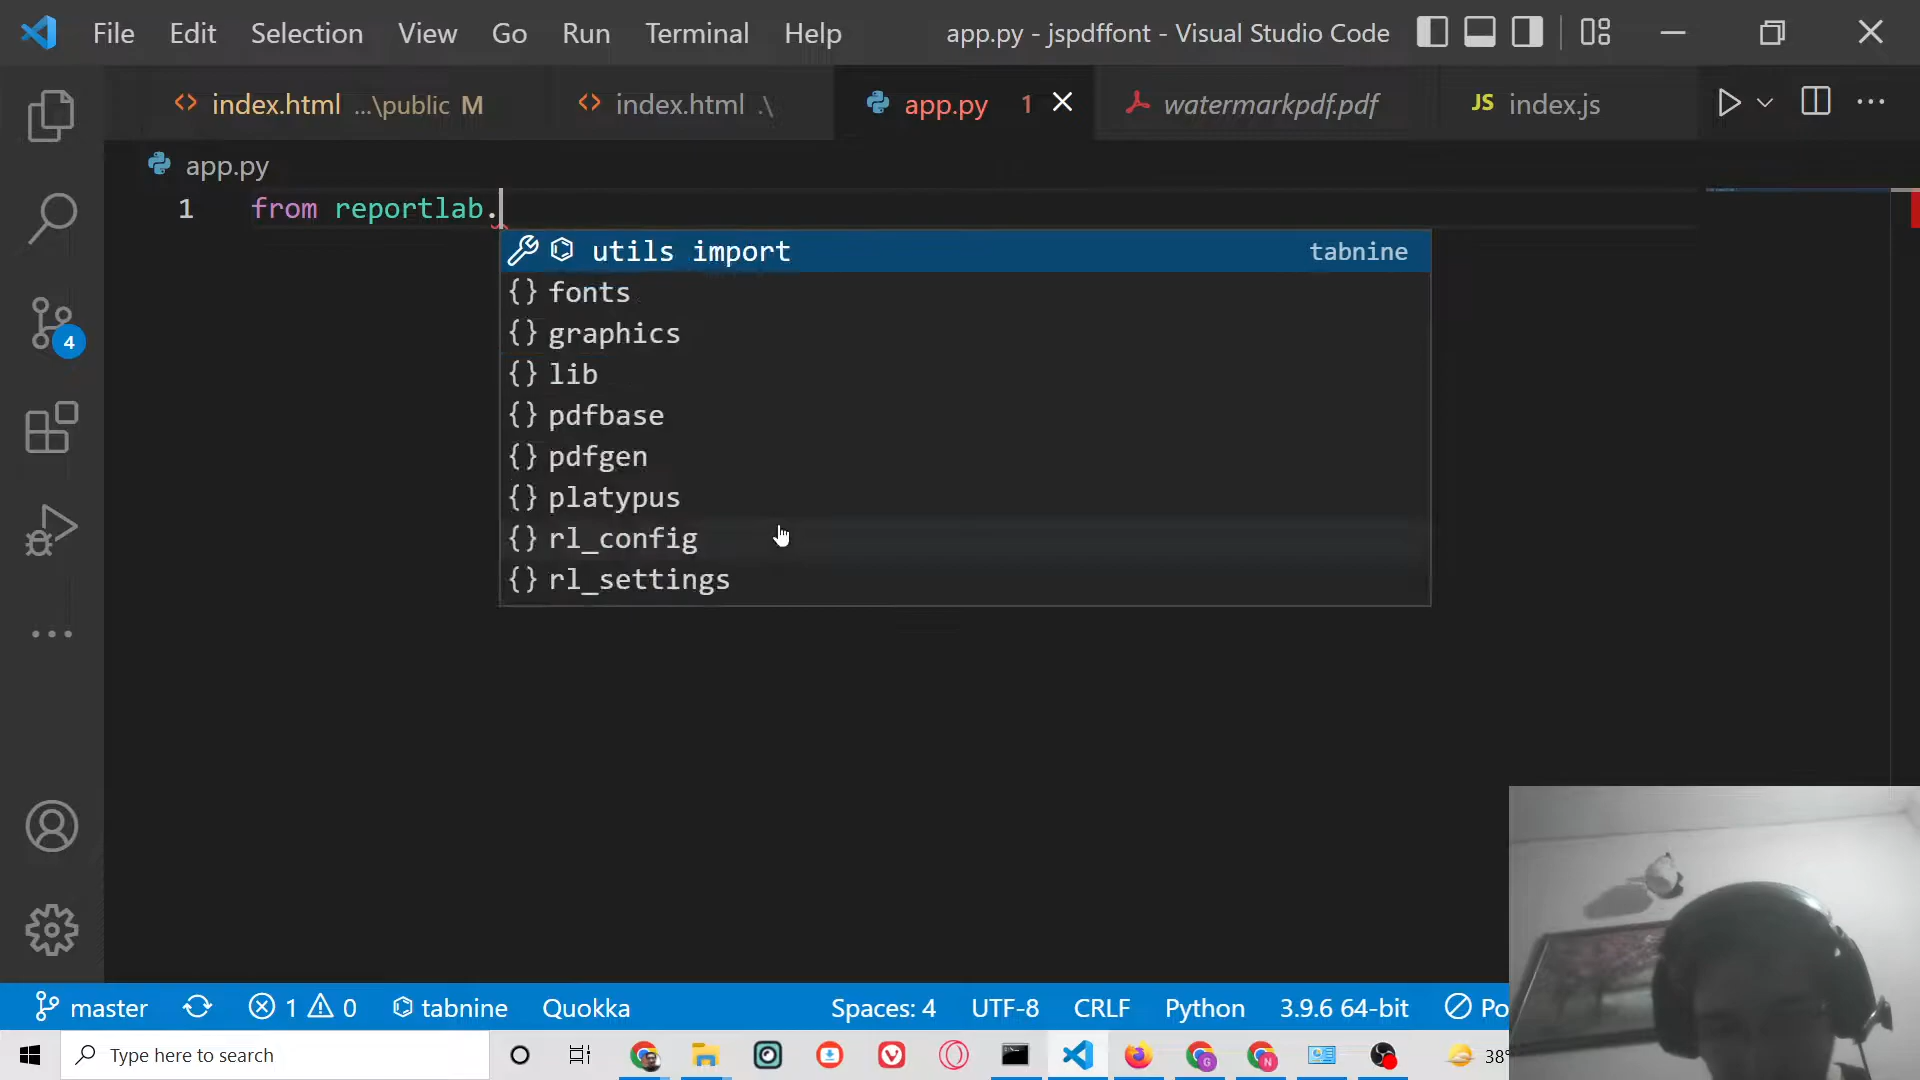 File Edit Selection View Go Run Terminal Help app.py - jspdffont - Visual Studio Code
index.html ...\public M index.html .\ app.py 1 watermarkpdf.pdf JS index.js
app.py
1 from reportlab.
utils import tabnine
{} fonts
{} graphics
{} lib
{} pdfbase
{} pdfgen
{} platypus
{} rl_config
{} rl_settings
4
master 1 0 tabnine Quokka Spaces: 4 UTF-8 CRLF Python 3.9.6 64-bit Po
Type here to search 38°